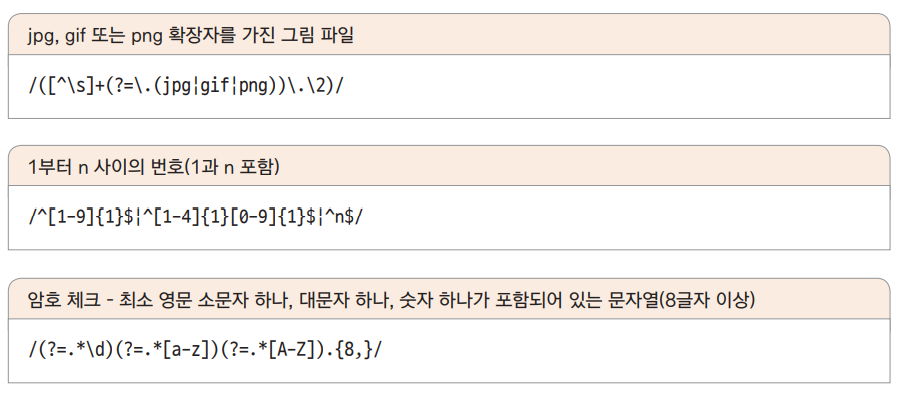 jpg, gif 또는 png 확장자를 가진 그림 파일
/([^\s]+(?=\.(jpg|gif|png))\.\2)/
1부터 n 사이의 번호(1과 n 포함)
/^[1-9]{1}$|^[1-4]{1}[0-9]{1}$|^n$/
암호 체크 - 최소 영문 소문자 하나, 대문자 하나, 숫자 하나가 포함되어 있는 문자열(8글자 이상)
/(?=.*\d)(?=.*[a-z])(?=.*[A-Z]).{8,}/